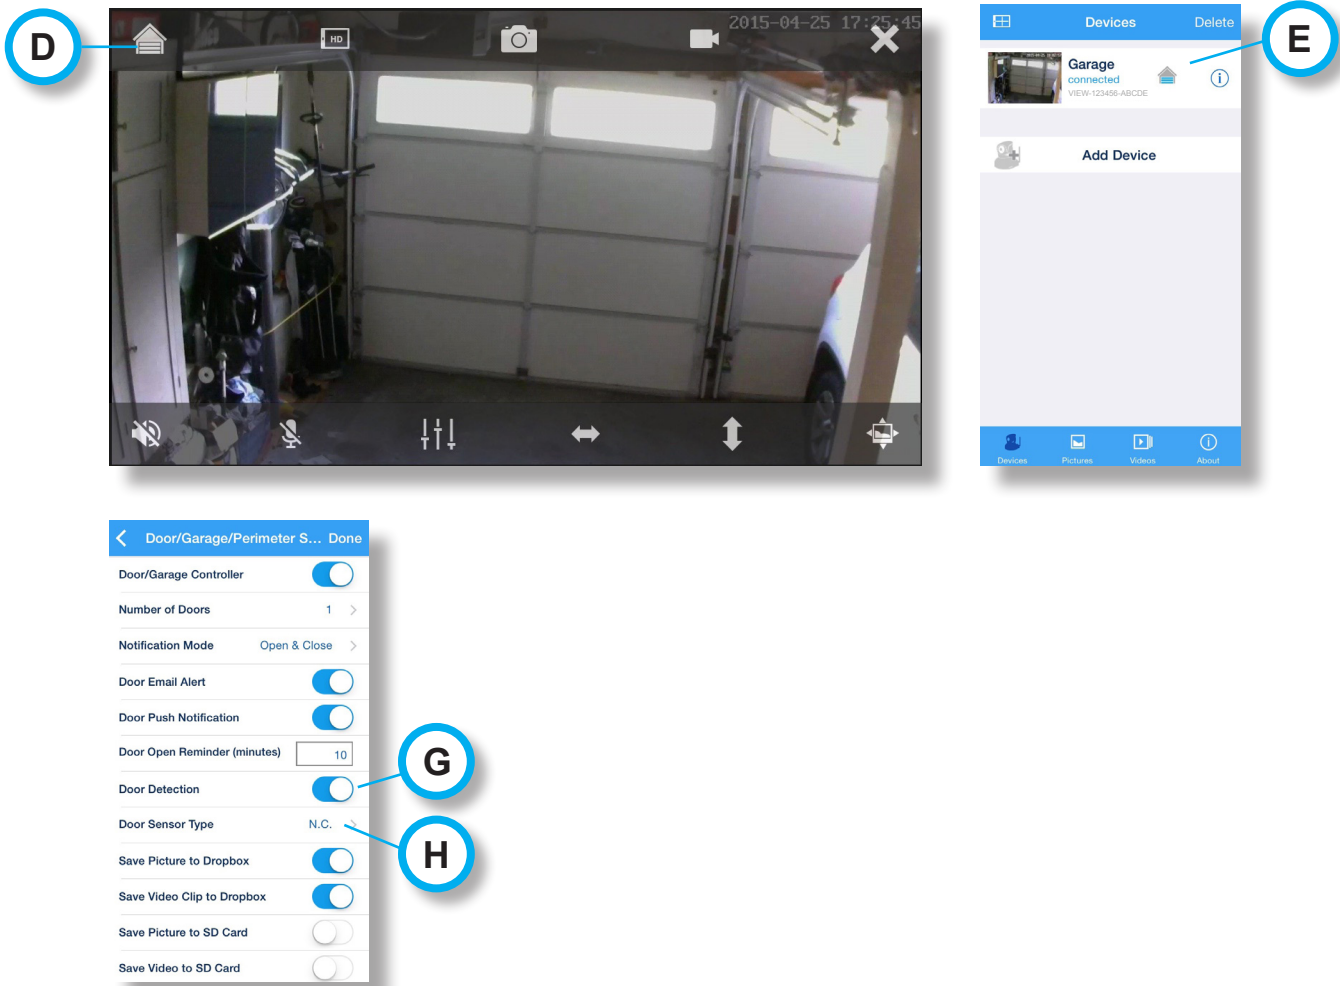 D
HD
2015-04-25 17:25:45
Devices
Delete
E
Garage
connected
VIEW-123456-ABCDE
Add Device
Devices
Pictures
Videos
About
Door/Garage/Perimeter S... Done
Door/Garage Controller
Number of Doors 1
Notification Mode Open & Close
Door Email Alert
Door Push Notification
Door Open Reminder (minutes) 10
G
Door Detection
Door Sensor Type N.C.
H
Save Picture to Dropbox
Save Video Clip to Dropbox
Save Picture to SD Card
Save Video to SD Card